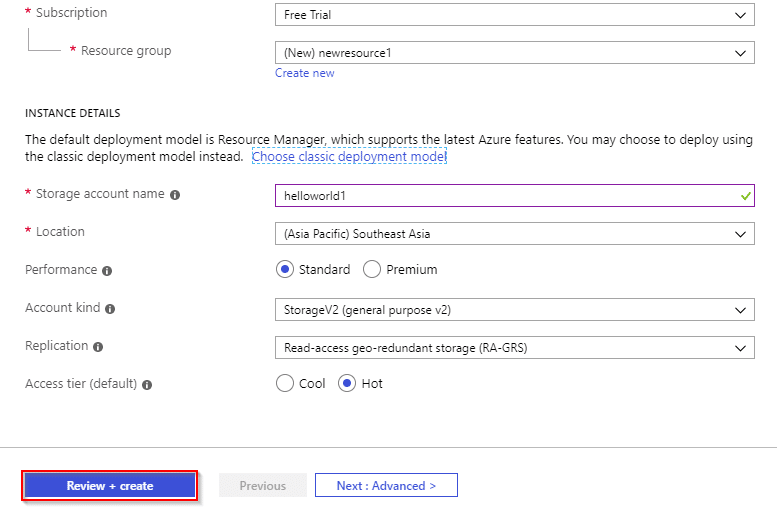 * Subscription
Free Trial
* Resource group
(New) newresource1
Create new
INSTANCE DETAILS
The default deployment model is Resource Manager, which supports the latest Azure features. You may choose to deploy using
the classic deployment model instead. Choose classic deployment model
* Storage account name
helloworld1
* Location
(Asia Pacific) Southeast Asia
Performance
Standard Premium
Account kind
StorageV2 (general purpose v2)
Replication
Read-access geo-redundant storage (RA-GRS)
Access tier (default)
Cool Hot
Review + create
Previous
Next : Advanced >